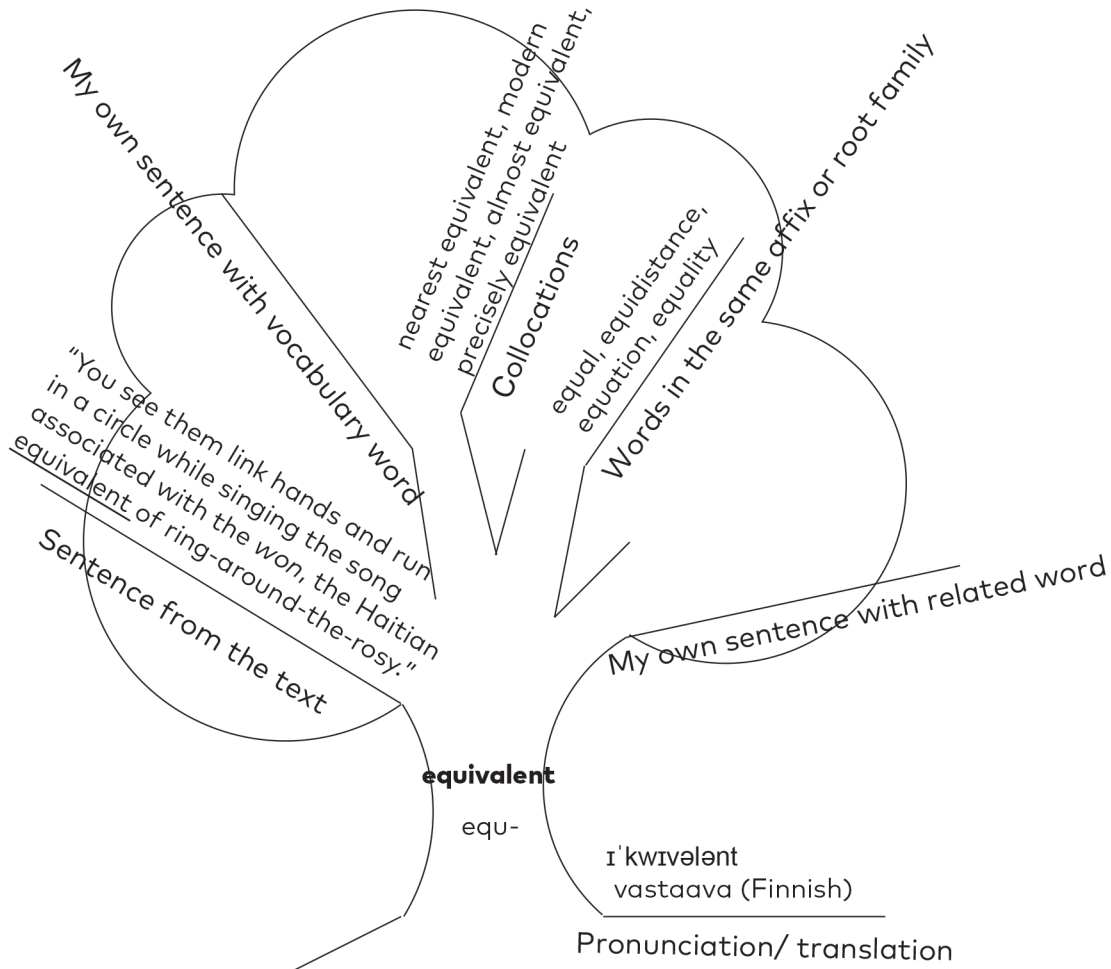 My own sentence with vocabulary word
nearest equivalent, modern
equivalent, almost equivalent,
precisely equivalent
Collocations
equal, equidistance,
equation, equality
Words in the same affix or root family
"You see them link hands and run
in a circle while singing the song
associated with the won, the Haitian
equivalent of ring-around-the-rosy."
Sentence from the text
My own sentence with related word
equivalent
equ-
ɪˈkwɪvələnt
vastaava (Finnish)
Pronunciation/ translation